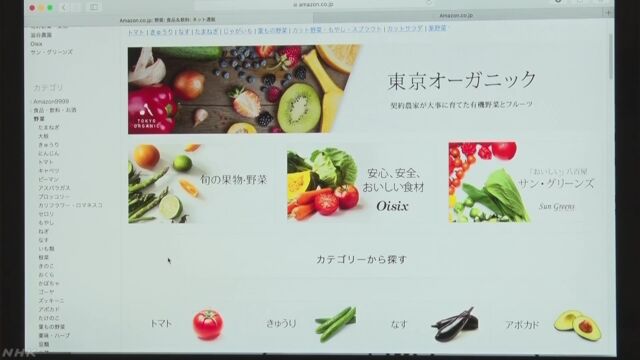 amazon.co.jp
Amazon.co.jp: 野菜: 食品&飲料: ネット通販
Amazon.co.jp
トマト | きゅうり | なす | たまねぎ | じゃがいも | 葉もの野菜 | カット野菜・もやし・スプラウト | カットサラダ | 果野菜
Oisix
サン・グリーンズ
カテゴリ
Amazon9999
食品・飲料・お酒
野菜
たまねぎ
大根
きゅうり
にんじん
トマト
キャベツ
ピーマン
アスパラガス
ブロッコリー
カリフラワー・ロマネスコ
セロリ
もやし
ねぎ
なす
いも類
根菜
きのこ
おくら
かぼちゃ
ゴーヤ
ズッキーニ
アボカド
たけのこ
葉もの野菜
薬味・ハーブ
豆類
TOKYO
ORGANIC
東京オーガニック
契約農家が大事に育てた有機野菜とフルーツ
旬の果物・野菜
安心、安全、
おいしい食材
Oisix
「おいしい」八百屋
サン・グリーンズ
Sun Greens
カテゴリーから探す
トマト
きゅうり
なす
アボカド
NHK